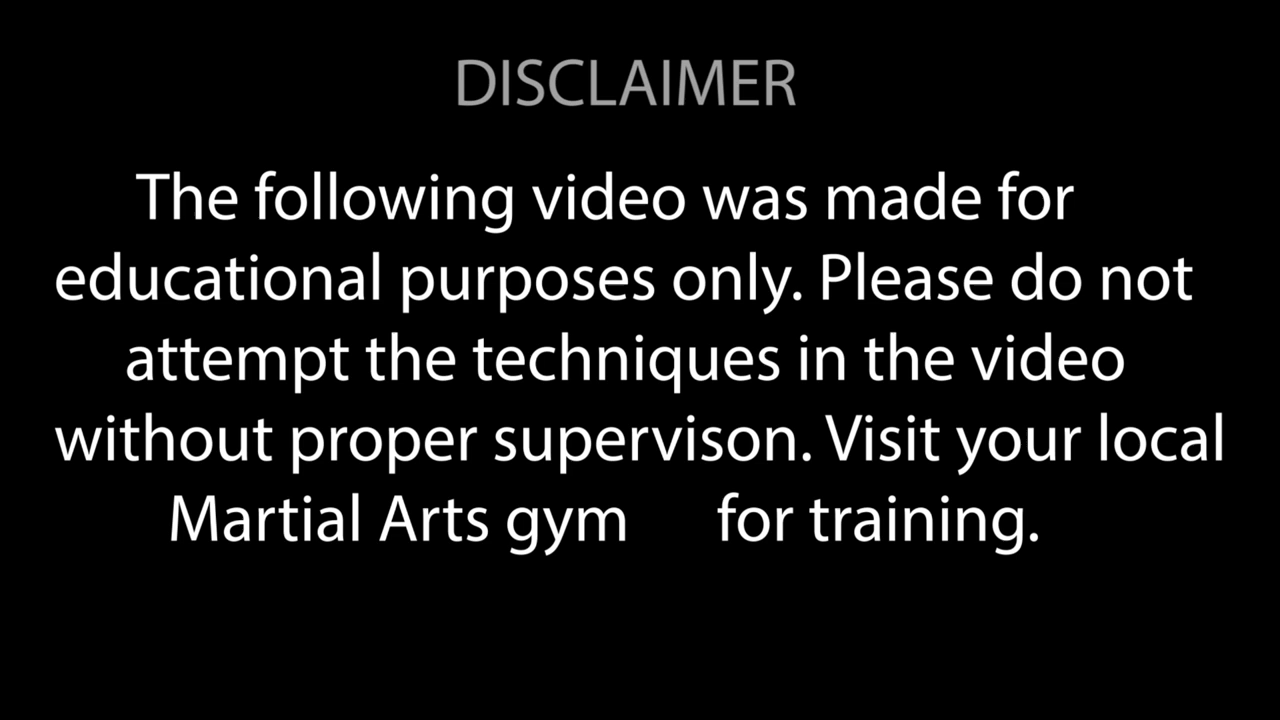 DISCLAIMER
The following video was made for
educational purposes only. Please do not
attempt the techniques in the video
without proper supervison. Visit your local
Martial Arts gym for training.